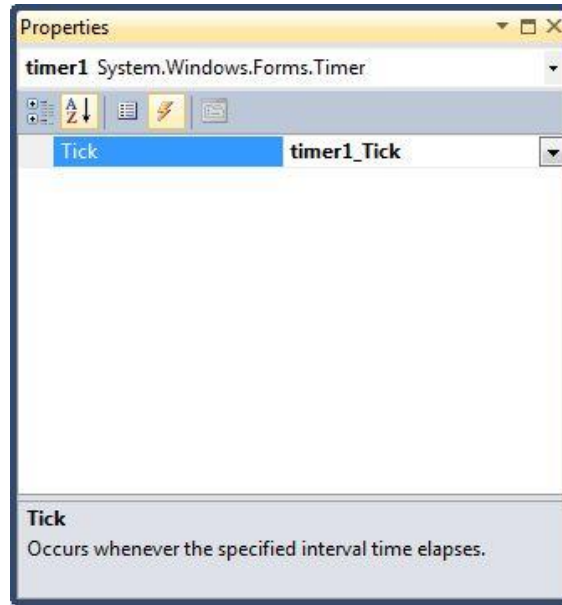 Properties
timer1 System.Windows.Forms.Timer
A
Z
Tick timer1_Tick
Tick
Occurs whenever the specified interval time elapses.